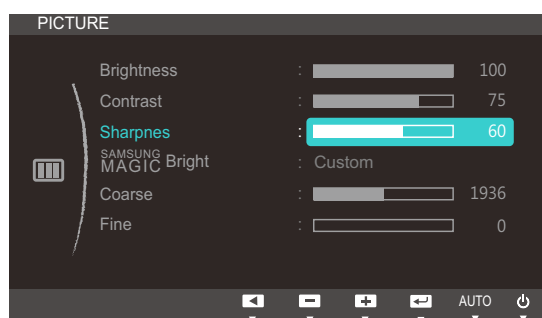 PICTURE
Brightness : 100
Contrast : 75
Sharpnes : 60
SAMSUNG MAGIC Bright : Custom
Coarse : 1936
Fine : 0
AUTO